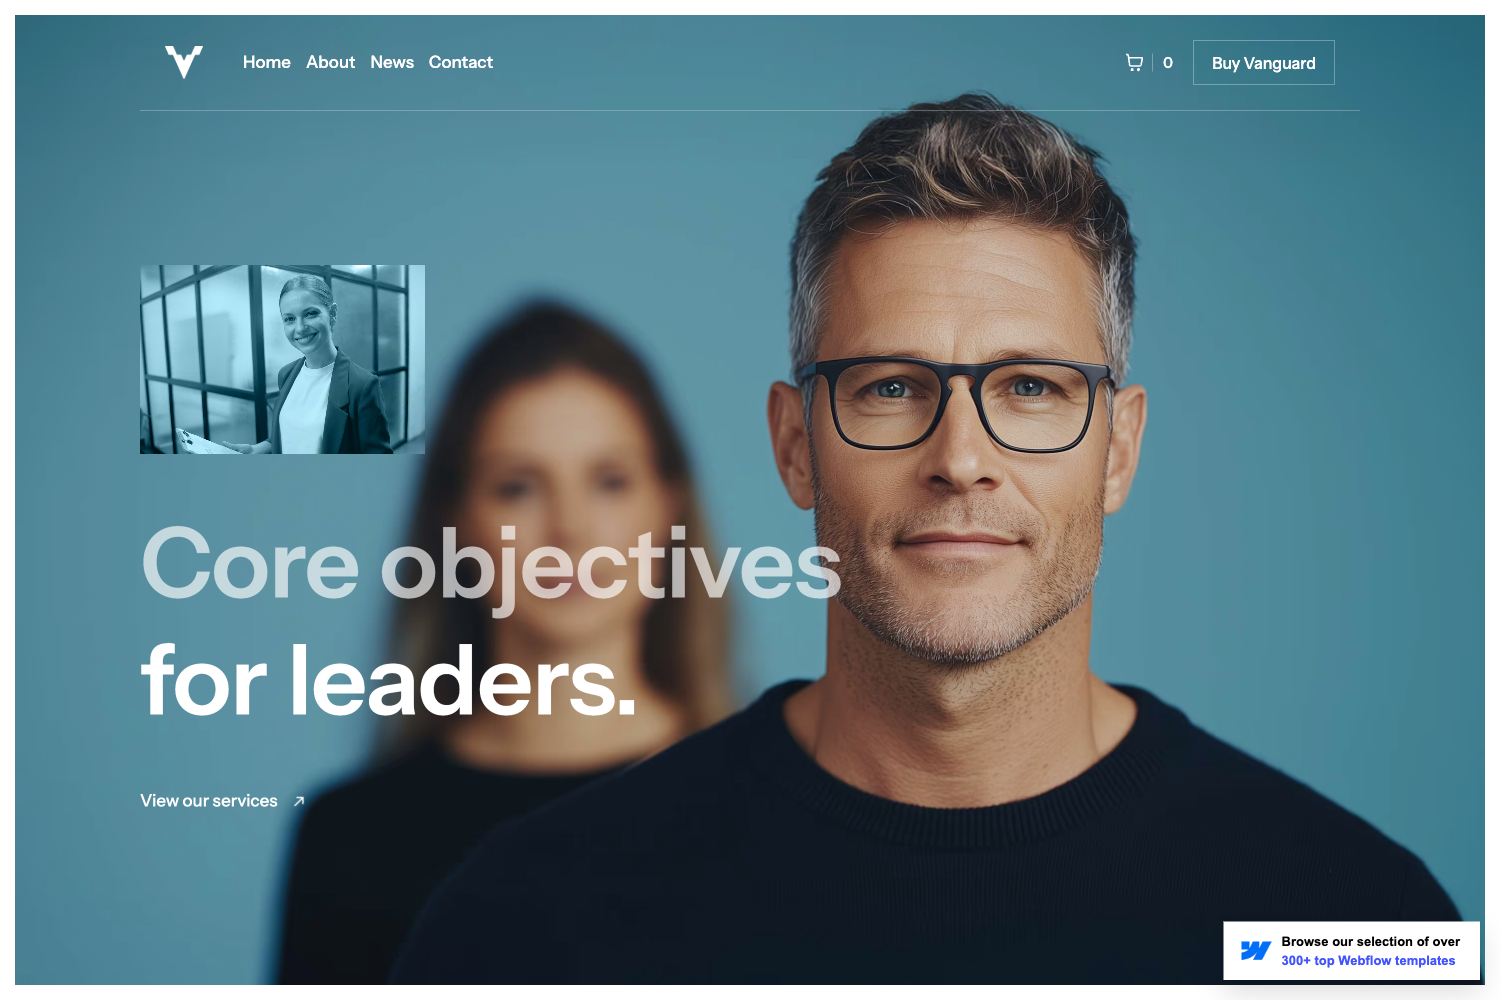 Home About News Contact
0
Buy Vanguard
Core objectives
for leaders.
View our services
Browse our selection of over
300+ top Webflow templates